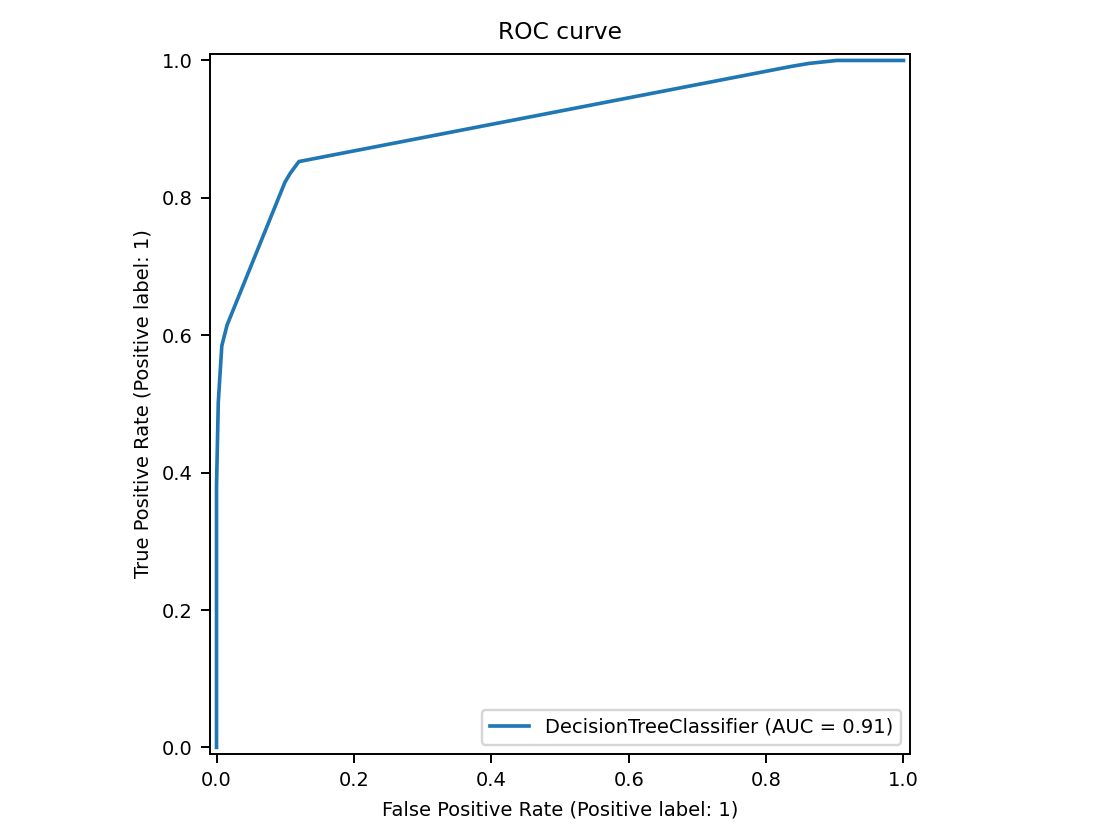 ROC curve
True Positive Rate (Positive label: 1)
1.0
0.8
0.6
0.4
0.2
0.0
DecisionTreeClassifier (AUC = 0.91)
0.0 0.2 0.4 0.6 0.8 1.0
False Positive Rate (Positive label: 1)